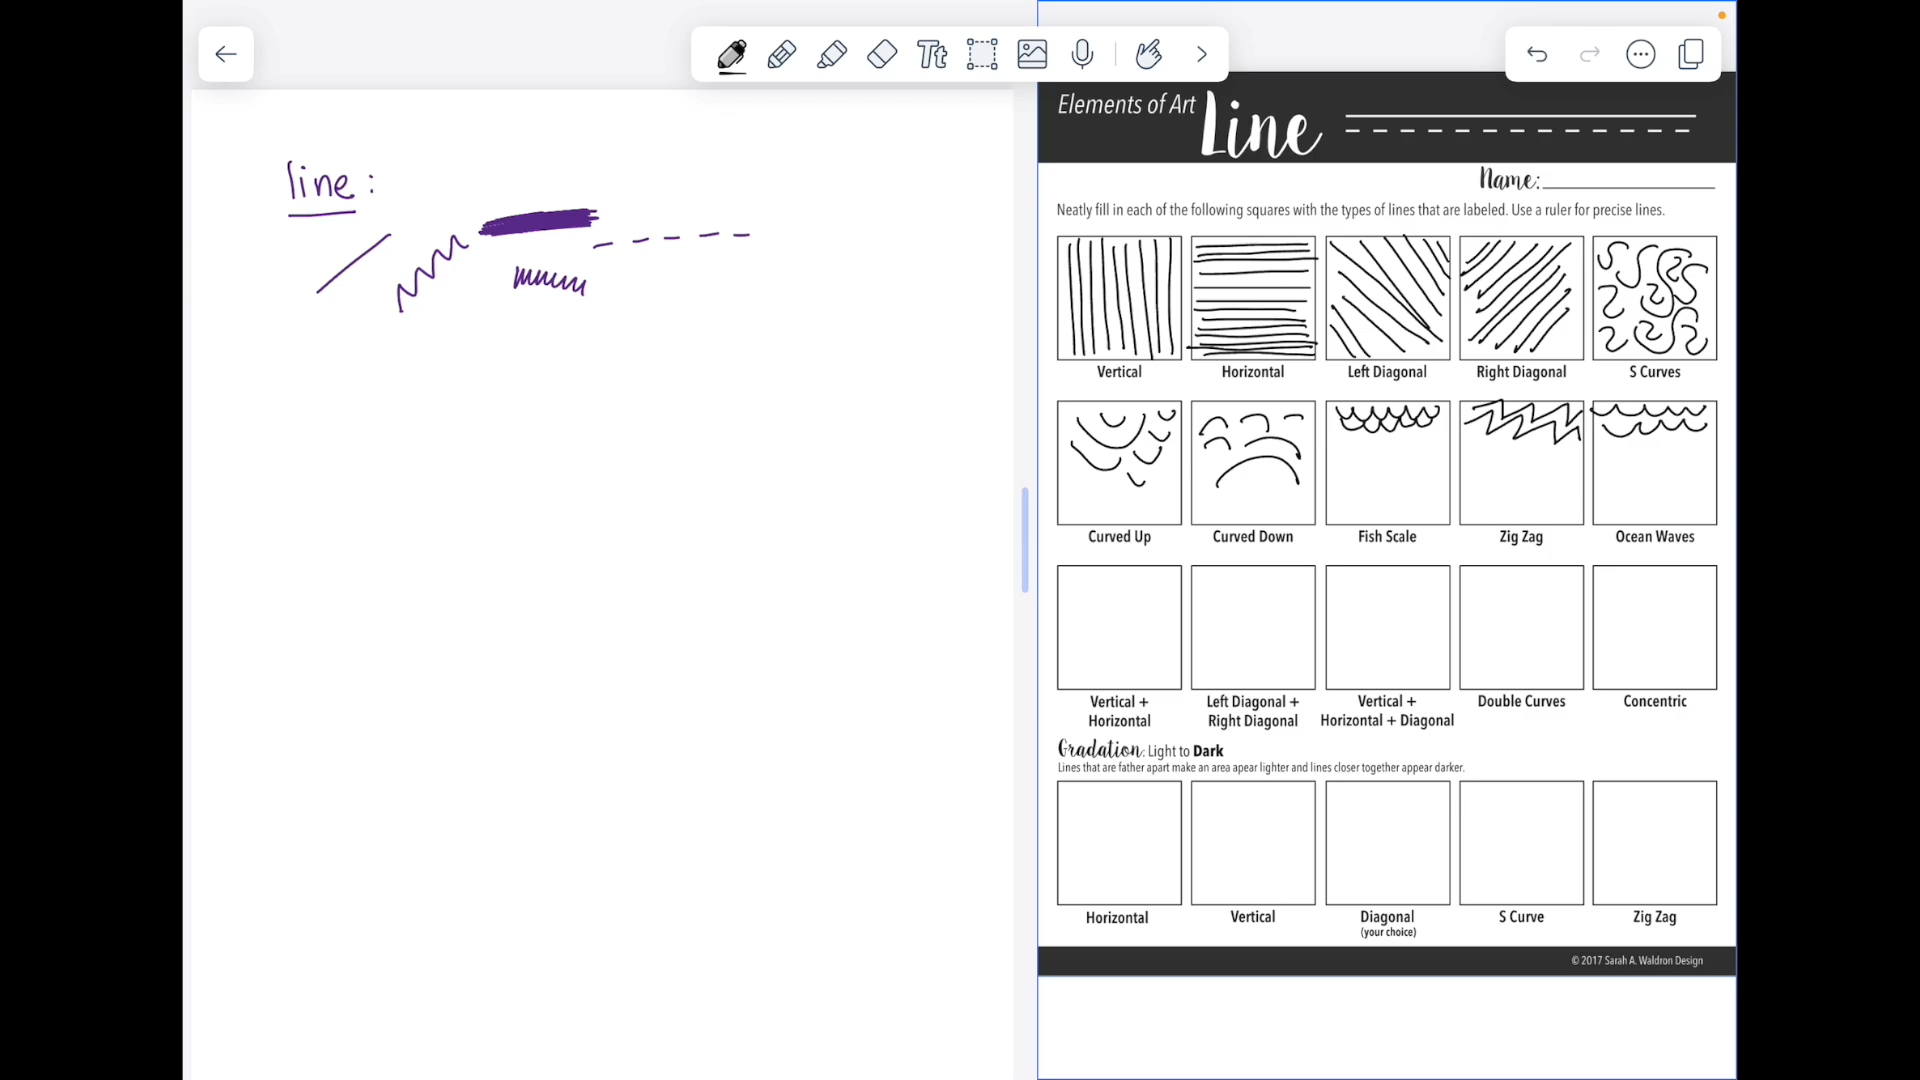 Tt
line:
Elements of Art
Line
Name:
Neatly fill in each of the following squares with the types of lines that are labeled. Use a ruler for precise lines.
Vertical
Horizontal
Left Diagonal
Right Diagonal
S Curves
Curved Up
Curved Down
Fish Scale
Zig Zag
Ocean Waves
Vertical +
Horizontal
Left Diagonal +
Right Diagonal
Vertical +
Horizontal + Diagonal
Double Curves
Concentric
Gradation: Light to Dark
Lines that are father apart make an area apear lighter and lines closer together appear darker.
Horizontal
Vertical
Diagonal
(your choice)
S Curve
Zig Zag
© 2017 Sarah A. Waldron Design